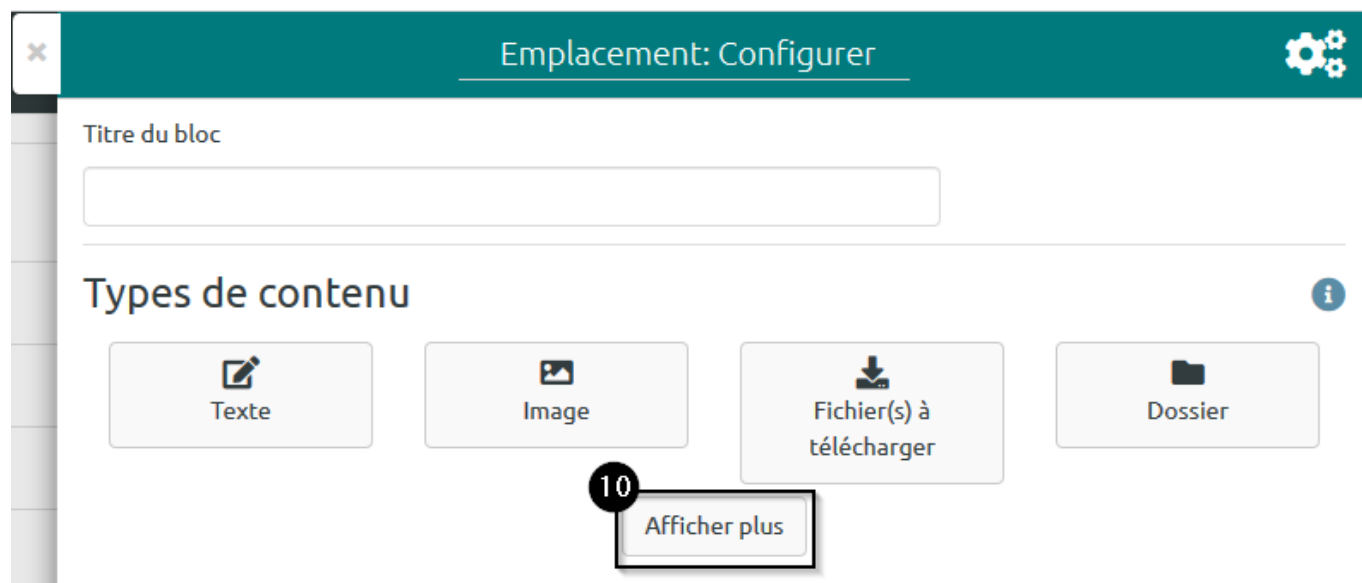 Emplacement: Configurer
Titre du bloc
Types de contenu
Texte
Image
Fichier(s) à
télécharger
Dossier
10
Afficher plus